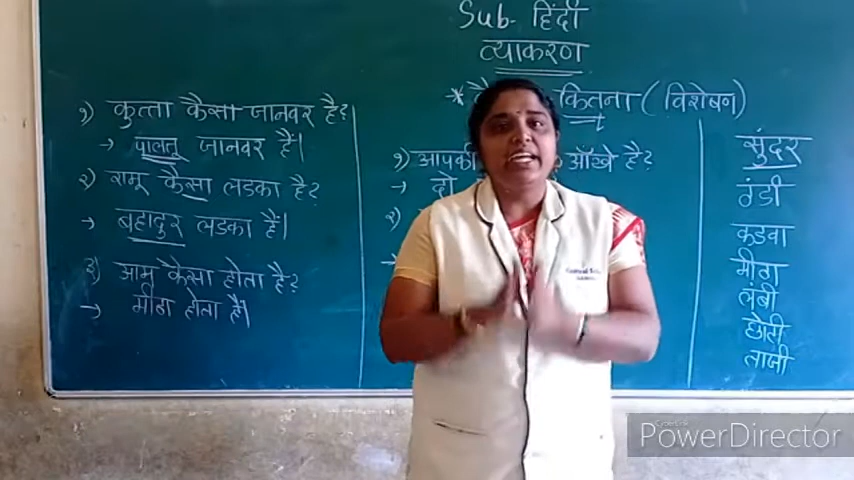 Sub- हिंदी
व्याकरण
कितना (विशेषण)
१) कुत्ता कैसा जानवर है?
→ पालतु जानवर है।
२) रामू कैसा लडका है?
→ बहादुर लडका है।
३) आम कैसा होता है?
→ मीठा होता है।
१) आपकी आँखे है?
→ दो
२)
सुंदर
ठंडी
कडवा
मीठा
लंबी
छोटी
ताजी
PowerDirector